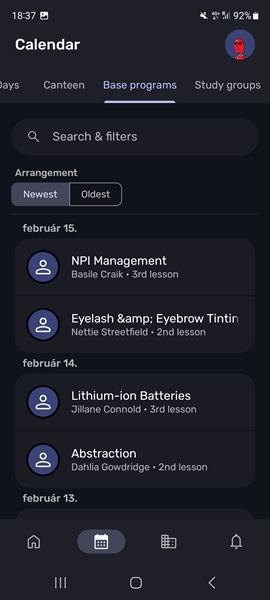 18:37
92%
Calendar
Days
Canteen
Base programs
Study groups
Search & filters
Arrangement
Newest
Oldest
február 15.
NPI Management
Basile Craik • 3rd lesson
Eyelash &amp; Eyebrow Tintin
Nettie Streetfield • 2nd lesson
február 14.
Lithium-ion Batteries
Jillane Connold • 3rd lesson
Abstraction
Dahlia Gowdridge • 2nd lesson
február 13.